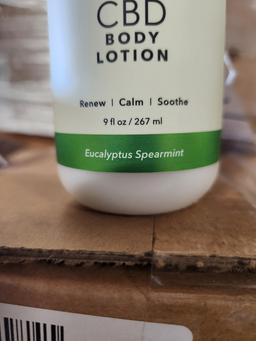 CBD
BODY
LOTION
Renew | Calm | Soothe
9 fl oz / 267 ml
Eucalyptus Spearmint